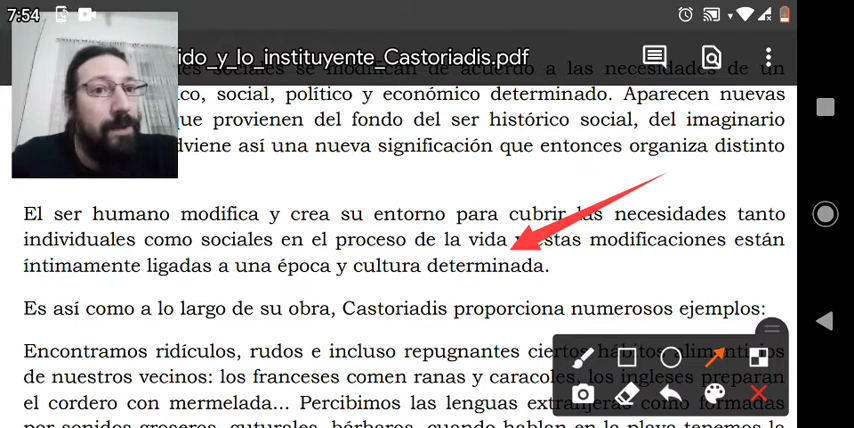 7:54
ido_y_lo_instituyente_Castoriadis.pdf
sociales se modifican de acuerdo a las necesidades de un
ico, social, político y económico determinado. Aparecen nuevas
que provienen del fondo del ser histórico social, del imaginario
dviene así una nueva significación que entonces organiza distinto
El ser humano modifica y crea su entorno para cubrir las necesidades tanto
individuales como sociales en el proceso de la vida y estas modificaciones están
íntimamente ligadas a una época y cultura determinada.
Es así como a lo largo de su obra, Castoriadis proporciona numerosos ejemplos:
Encontramos ridículos, rudos e incluso repugnantes ciertos hábitos alimenticios
de nuestros vecinos: los franceses comen ranas y caracoles, los ingleses preparan
el cordero con mermelada... Percibimos las lenguas extranjeras como formadas
por sonidos groseros, guturales, bárbaros, cuando hablan en la playa tenemos la